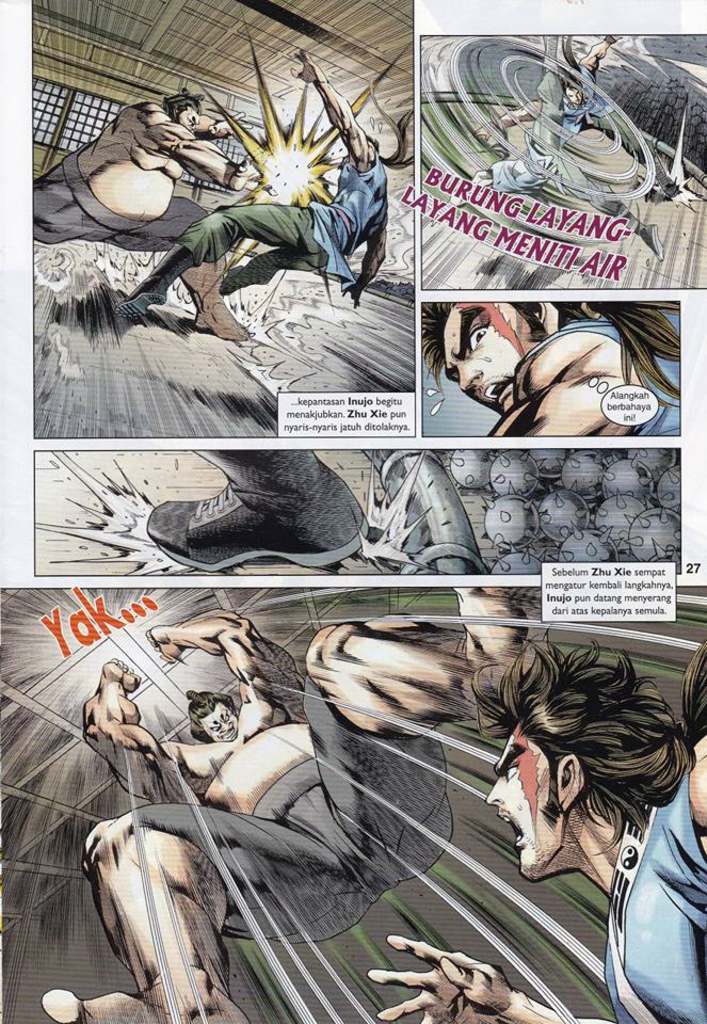 ...kepantasan Inujo begitu
menakjubkan. Zhu Xie pun
nyaris-nyaris jatuh ditolaknya.
BURUNG LAYANG-
LAYANG MENITI AIR
Alangkah
berbahaya
ini!
27
Sebelum Zhu Xie sempat
mengatur kembali langkahnya,
Inujo pun datang menyerang
dari atas kepalanya semula.
Yak...